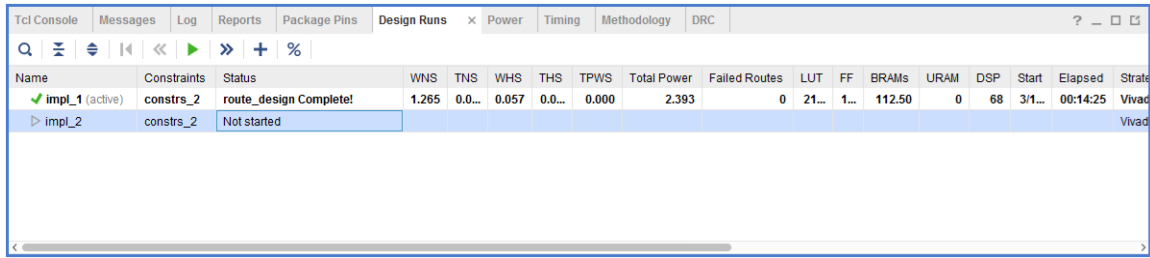 Tcl Console Messages Log Reports Package Pins Design Runs × Power Timing Methodology DRC ? _
%
Name Constraints Status WNS TNS WHS THS TPWS Total Power Failed Routes LUT FF BRAMs URAM DSP Start Elapsed Strate
impl_1 (active) constrs_2 route_design Complete! 1.265 0.0... 0.057 0.0... 0.000 2.393 0 21... 1... 112.50 0 68 3/1... 00:14:25 Vivad
impl_2 constrs_2 Not started Vivad